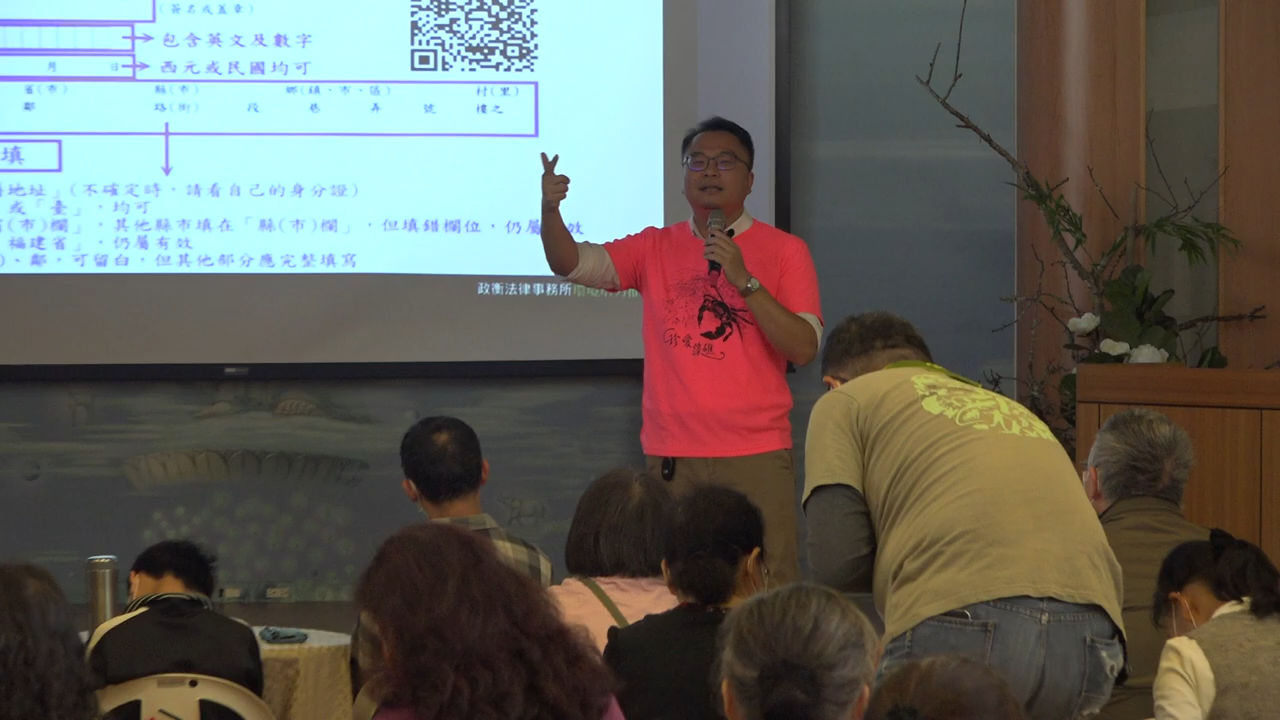 (簽名或蓋章)
包含英文及數字
月 日 西元或民國均可
省(市) 縣(市) 鄉(鎮、市、區) 村(里)
鄰 路(街) 段 巷 弄 號 樓之
填
地址」(不確定時，請看自己的身分證)
或「臺」，均可
(市)欄」，其他縣市填在「縣(市)欄」，但填錯欄位，仍屬 效
福建省」，仍屬有效
)、鄰，可留白，但其他部分應完整填寫
政衡法律事務所
珍愛藻礁